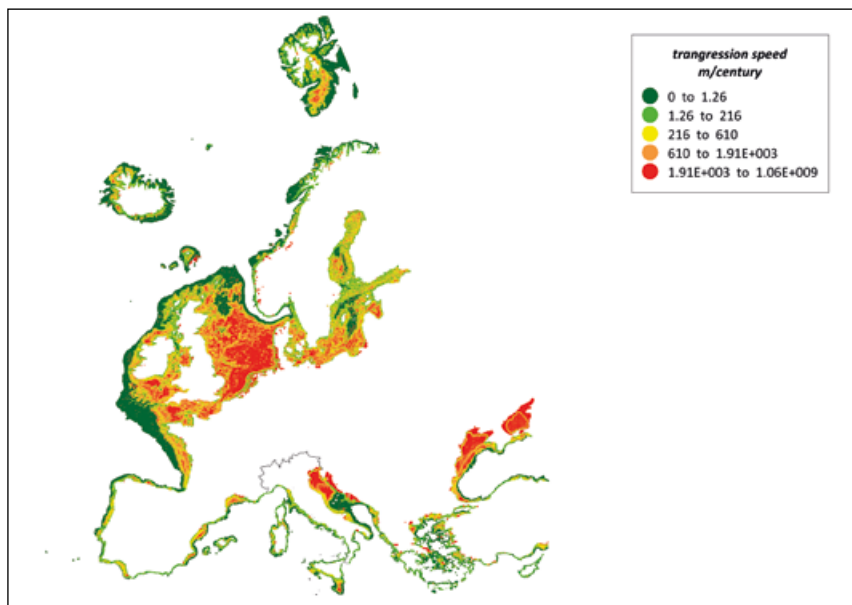 trangression speed
m/century
0 to 1.26
1.26 to 216
216 to 610
610 to 1.91E+003
1.91E+003 to 1.06E+009